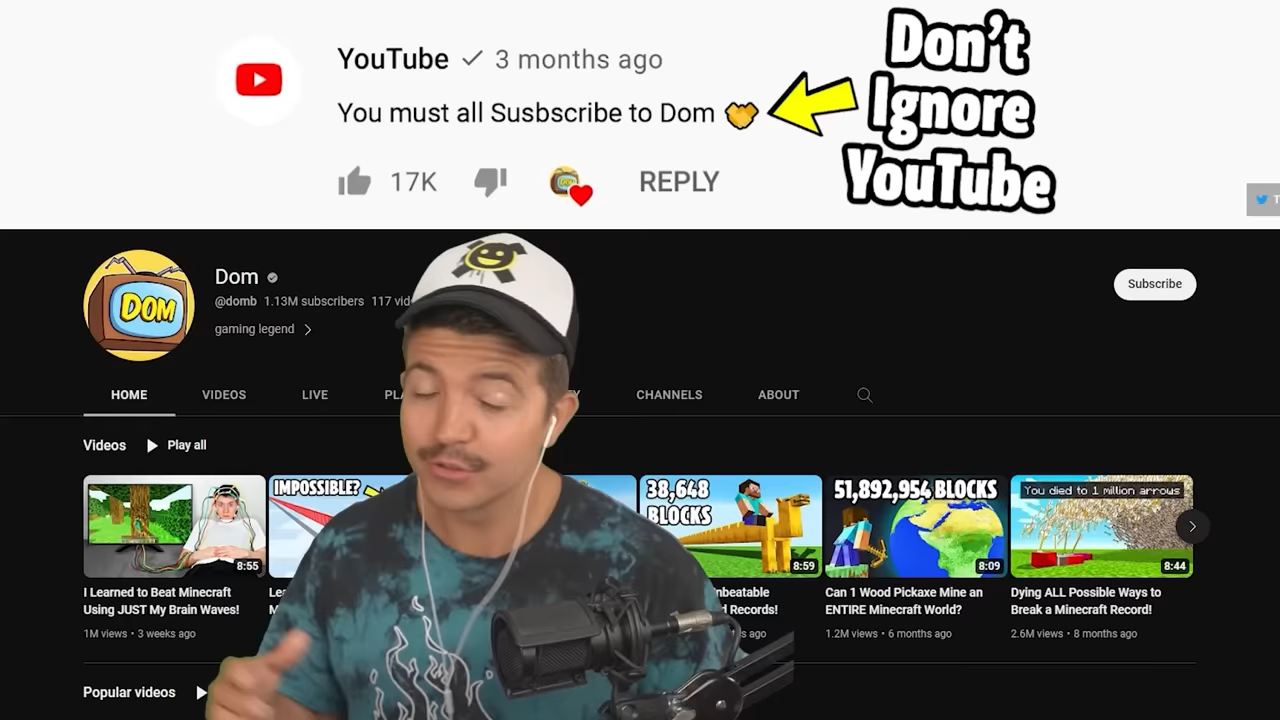 YouTube 3 months ago
You must all Susbscribe to Dom
17K
REPLY
Don't
Ignore
YouTube
Dom
@domb 1.13M subscribers 117
gaming legend
Subscribe
HOME VIDEOS LIVE CHANNELS ABOUT
Videos Play all
DOM
IMPOSSIBLE?
38,648
BLOCKS
51,892,954 BLOCKS
You died to 1 million arrows
8:55
8:59
8:09
8:44
I Learned to Beat Minecraft
Using JUST My Brain Waves!
1M views • 3 weeks ago
Records!
ago
Can 1 Wood Pickaxe Mine an
ENTIRE Minecraft World?
1.2M views • 6 months ago
Dying ALL Possible Ways to
Break a Minecraft Record!
2.6M views • 8 months ago
Popular videos